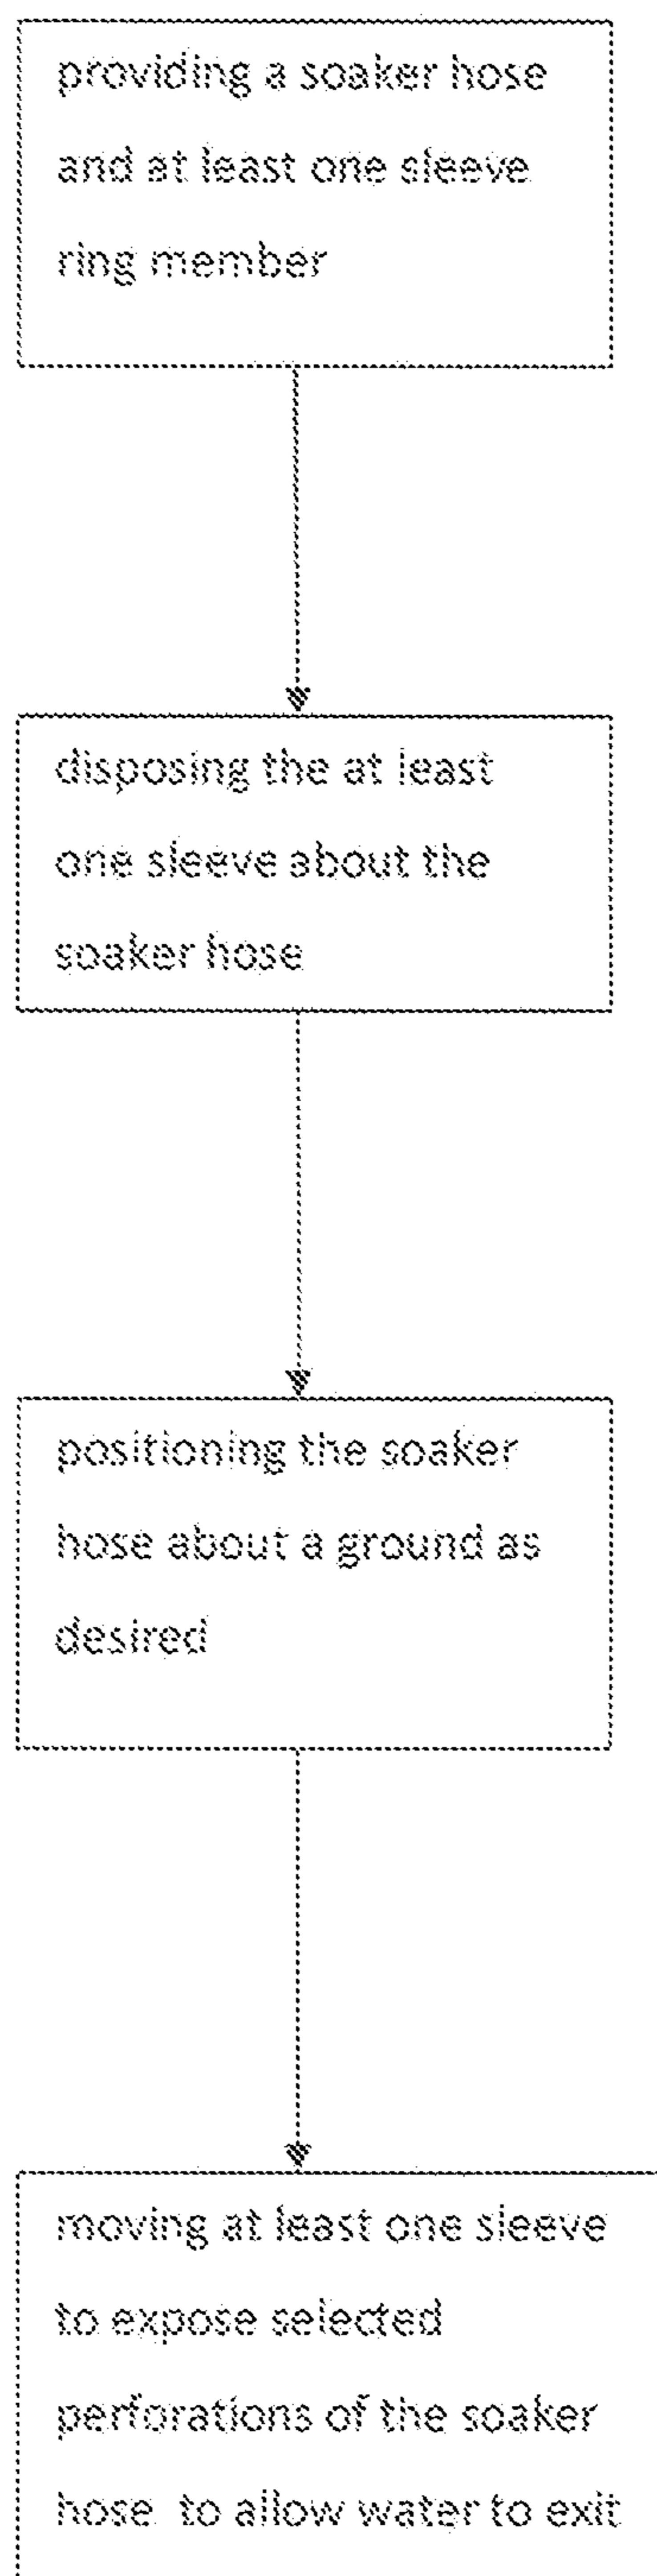 providing a soaker hose
and at least one sleeve
ring member
disposing the at least
one sleeve about the
soaker hose
positioning the soaker
hose about a ground as
desired
moving at least one sleeve
to expose selected
perforations of the soaker
hose to allow water to exit